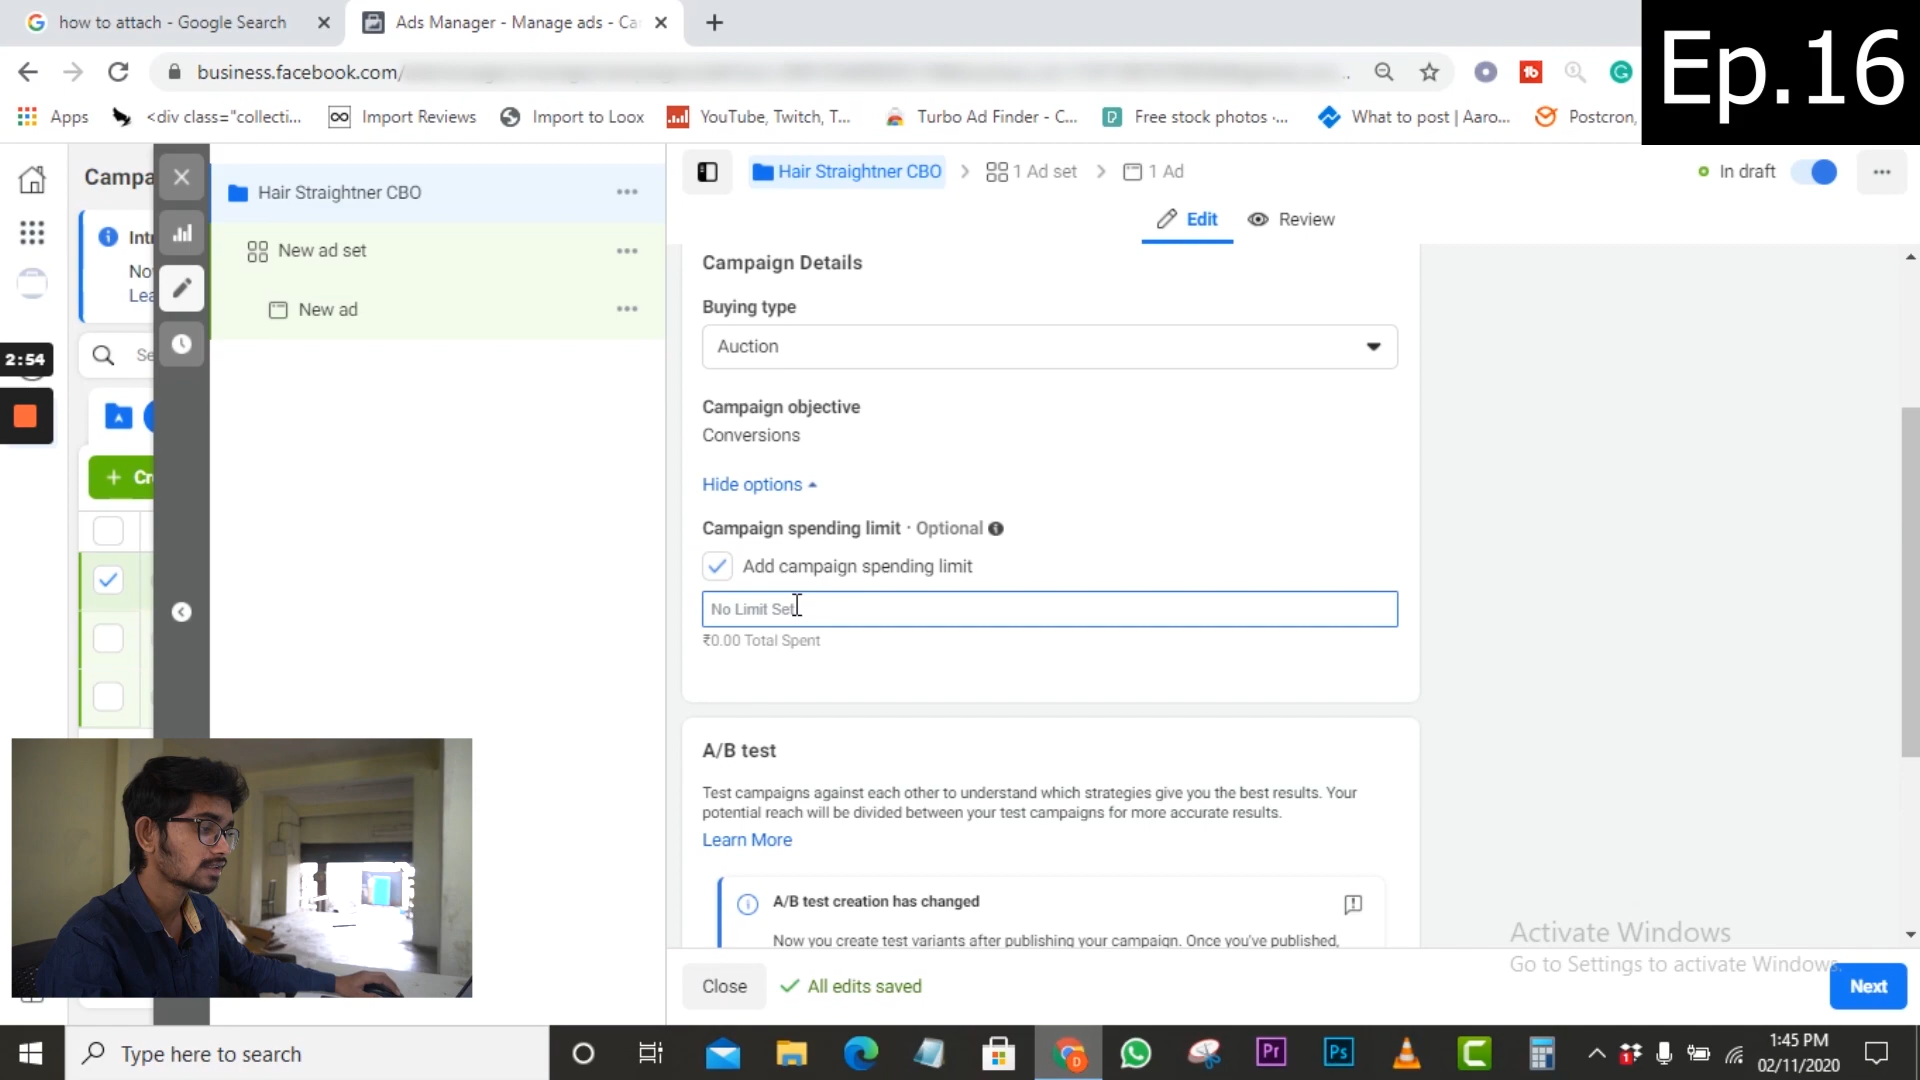 how to attach - Google Search
Ads Manager - Manage ads - Ca
Ep.16
business.facebook.com/
Apps
<div class="collecti...
Import Reviews
Import to Loox
YouTube, Twitch, T...
Turbo Ad Finder - C...
Free stock photos ·...
What to post | Aaro...
Postcron,
Campa
Hair Straightner CBO
Hair Straightner CBO
1 Ad set
1 Ad
In draft
Edit
Review
Intr
No
Lea
New ad set
New ad
Campaign Details
Buying type
Auction
2:54
Se
Campaign objective
Conversions
+ Cr
Hide options
Campaign spending limit · Optional
Add campaign spending limit
No Limit Set
₹0.00 Total Spent
A/B test
Test campaigns against each other to understand which strategies give you the best results. Your
potential reach will be divided between your test campaigns for more accurate results.
Learn More
A/B test creation has changed
Now you create test variants after publishing your campaign. Once you've published,
Activate Windows
Go to Settings to activate Windows.
Close
All edits saved
Next
Type here to search
Pr
Ps
1:45 PM
02/11/2020